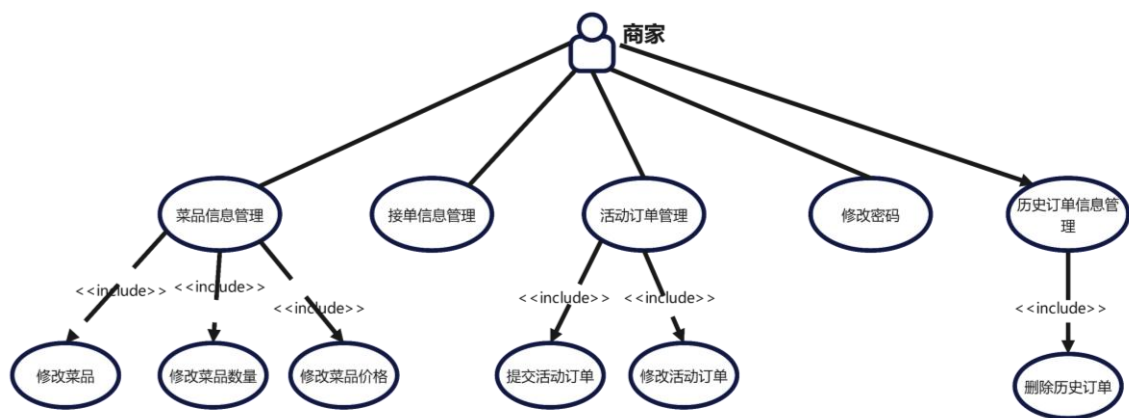 商家
菜品信息管理
接单信息管理
活动订单管理
修改密码
历史订单信息管
理
<<include>>
<<include>>
<<include>>
<<include>>
<<include>>
<<include>>
修改菜品
修改菜品数量
修改菜品价格
提交活动订单
修改活动订单
删除历史订单